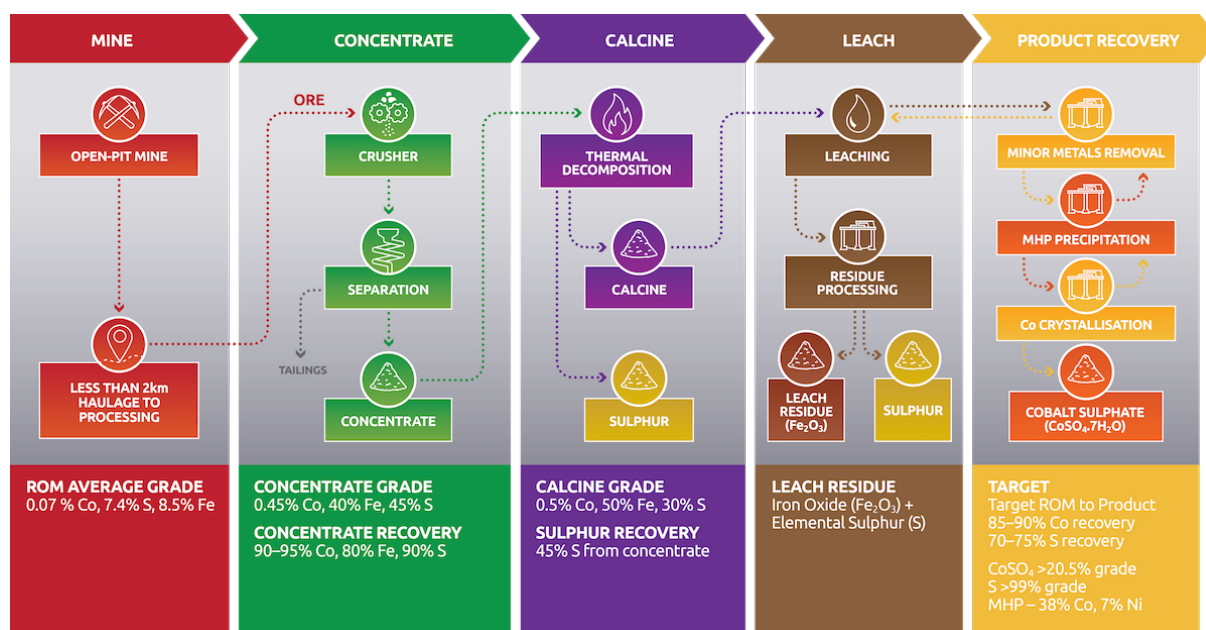 MINE
OPEN-PIT MINE
LESS THAN 2km
HAULAGE TO
PROCESSING
ROM AVERAGE GRADE
0.07 % Co, 7.4% S, 8.5% Fe
CONCENTRATE
ORE
CRUSHER
SEPARATION
TAILINGS
CONCENTRATE
CONCENTRATE GRADE
0.45% Co, 40% Fe, 45% S
CONCENTRATE RECOVERY
90–95% Co, 80% Fe, 90% S
CALCINE
THERMAL
DECOMPOSITION
CALCINE
SULPHUR
CALCINE GRADE
0.5% Co, 50% Fe, 30% S
SULPHUR RECOVERY
45% S from concentrate
LEACH
LEACHING
RESIDUE
PROCESSING
LEACH
RESIDUE
(Fe₂O₃)
SULPHUR
LEACH RESIDUE
Iron Oxide (Fe₂O₃) +
Elemental Sulphur (S)
PRODUCT RECOVERY
MINOR METALS REMOVAL
MHP PRECIPITATION
Co CRYSTALLISATION
COBALT SULPHATE
(CoSO₄.7H₂O)
TARGET
Target ROM to Product
85–90% Co recovery
70–75% S recovery
CoSO₄ >20.5% grade
S >99% grade
MHP – 38% Co, 7% Ni